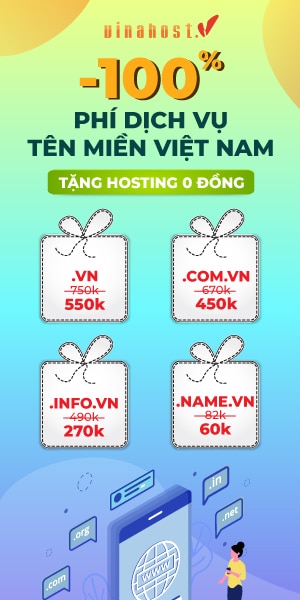 vinahost.
-100%
PHÍ DỊCH VỤ
TÊN MIỀN VIỆT NAM
TẶNG HOSTING 0 ĐỒNG
.VN
750k
550k
.COM.VN
670k
450k
.INFO.VN
490k
270k
.NAME.VN
82k
60k
.in
.net
.org
.com
WWW